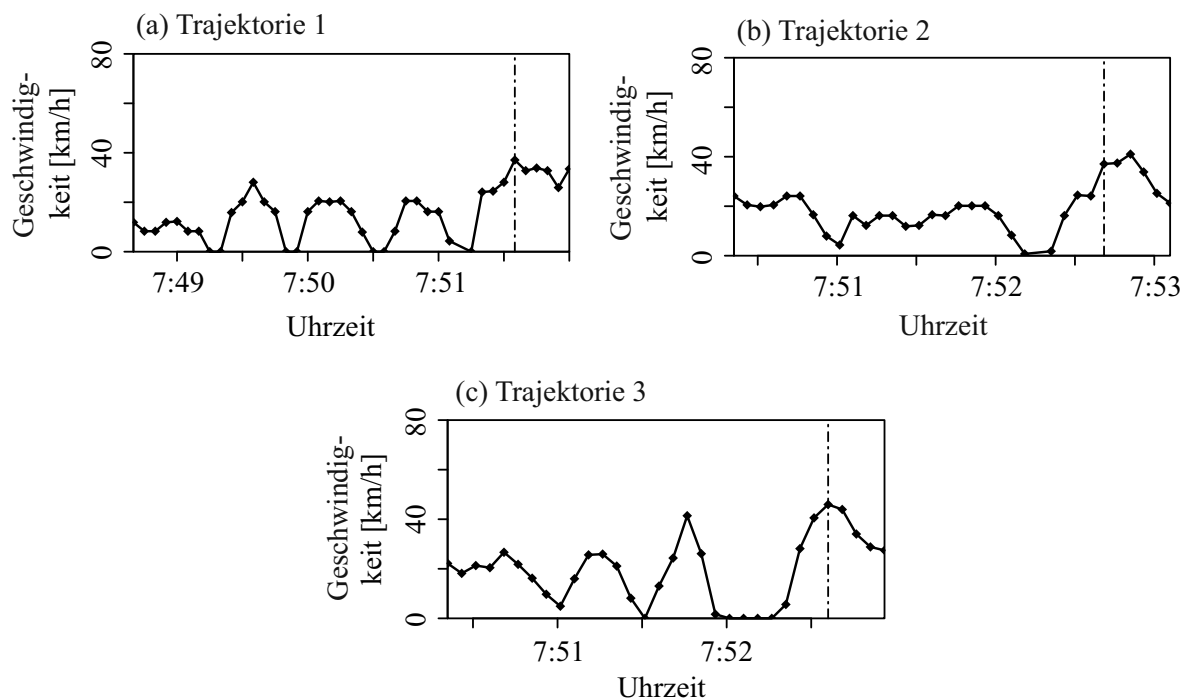 (a) Trajektorie 1
Geschwindig-
keit [km/h]
80
40
0
7:49
7:50
7:51
Uhrzeit
(b) Trajektorie 2
Geschwindig-
keit [km/h]
80
40
0
7:51
7:52
7:53
Uhrzeit
(c) Trajektorie 3
Geschwindig-
keit [km/h]
80
40
0
7:51
7:52
Uhrzeit